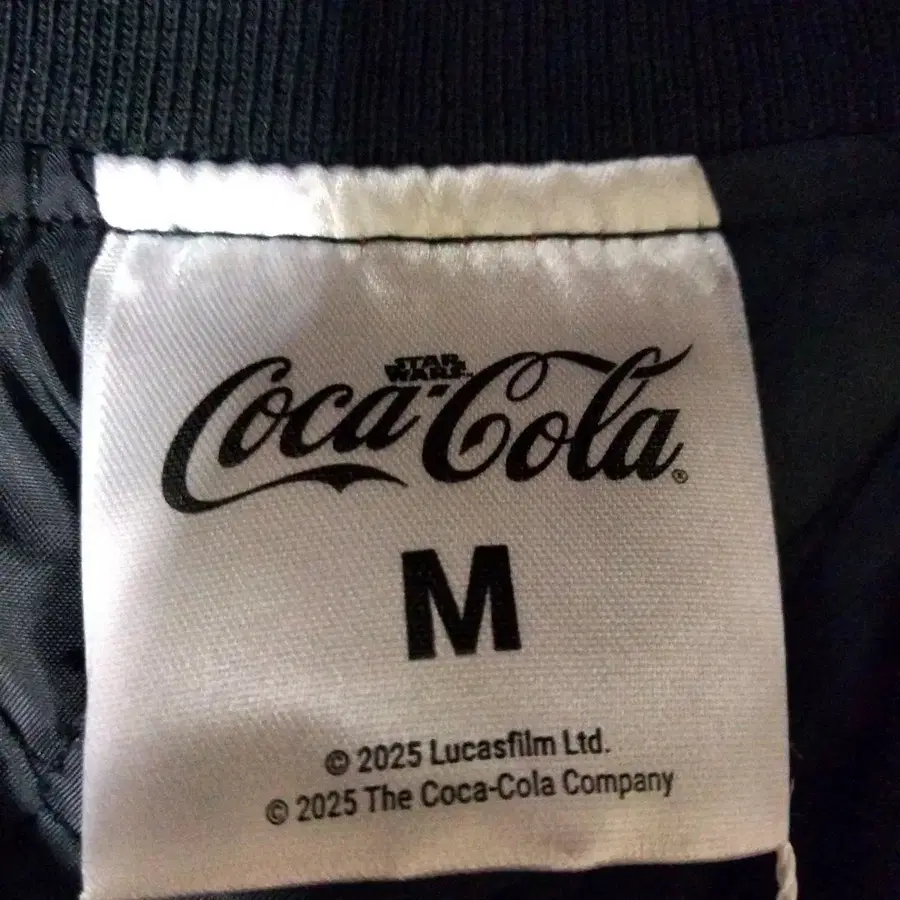 STAR
WARS
Coca-Cola®
M
© 2025 Lucasfilm Ltd.
© 2025 The Coca-Cola Company